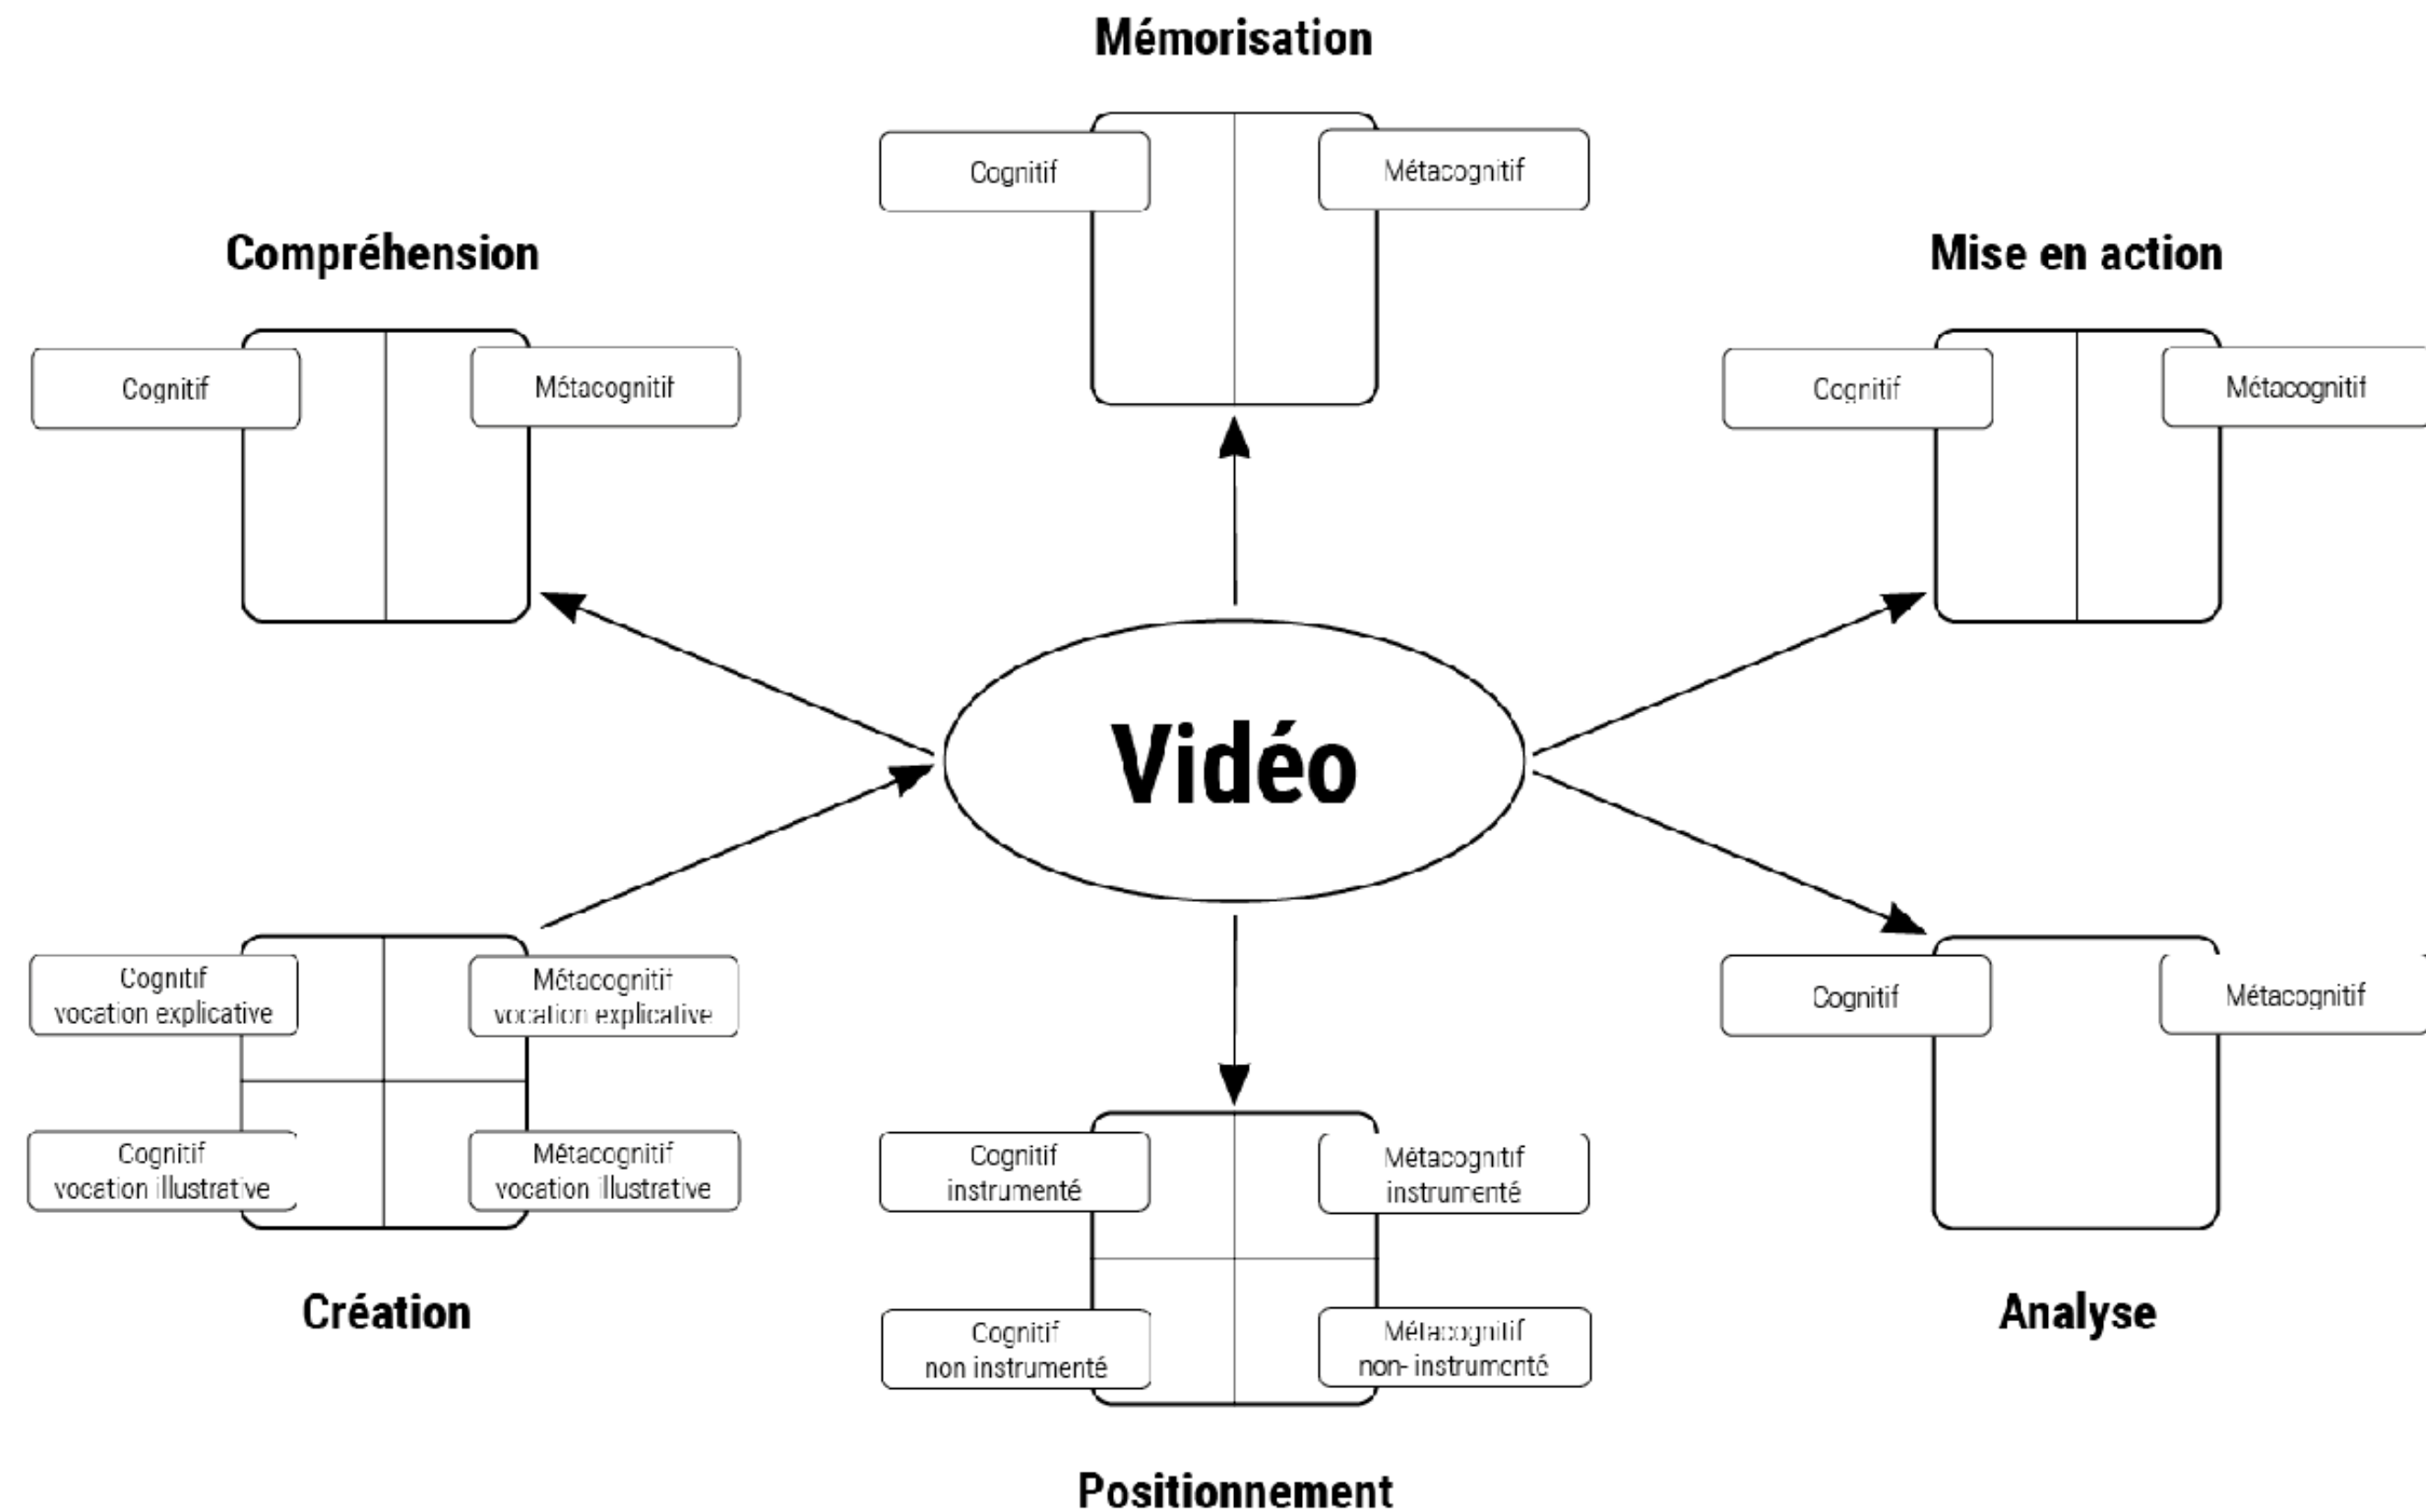 Mémorisation
Cognitif
Métacognitif
Compréhension
Cognitif
Métacognitif
Mise en action
Cognitif
Métacognitif
Vidéo
Cognitif
vocation explicative
Métacognitif
vocation explicative
Cognitif
vocation illustrative
Métacognitif
vocation illustrative
Création
Cognitif
instrumenté
Métacognitif
instrumenté
Cognitif
non instrumenté
Métacognitif
non- instrumenté
Positionnement
Cognitif
Métacognitif
Analyse